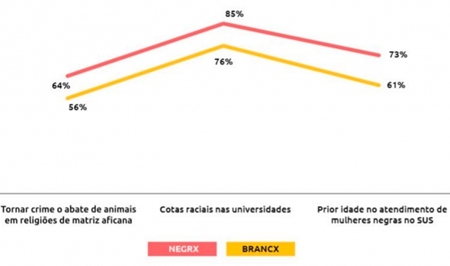 85%
73%
64%
76%
61%
56%
Tornar crime o abate de animais
em religiões de matriz aficana
Cotas raciais nas universidades
Prior idade no atendimento de
mulheres negras no SUS
NEGRX
BRANCX